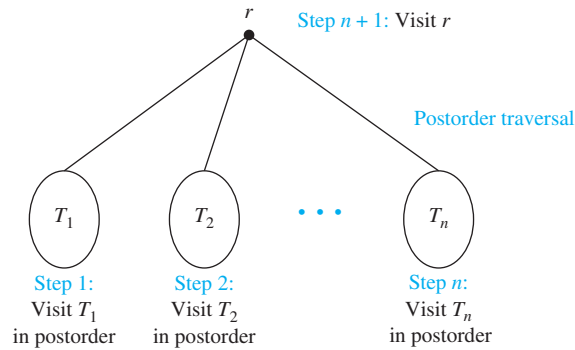 r
Step n + 1: Visit r
Postorder traversal
T₁
T₂
. . .
Tₙ
Step 1:
Visit T₁
in postorder
Step 2:
Visit T₂
in postorder
Step n:
Visit Tₙ
in postorder